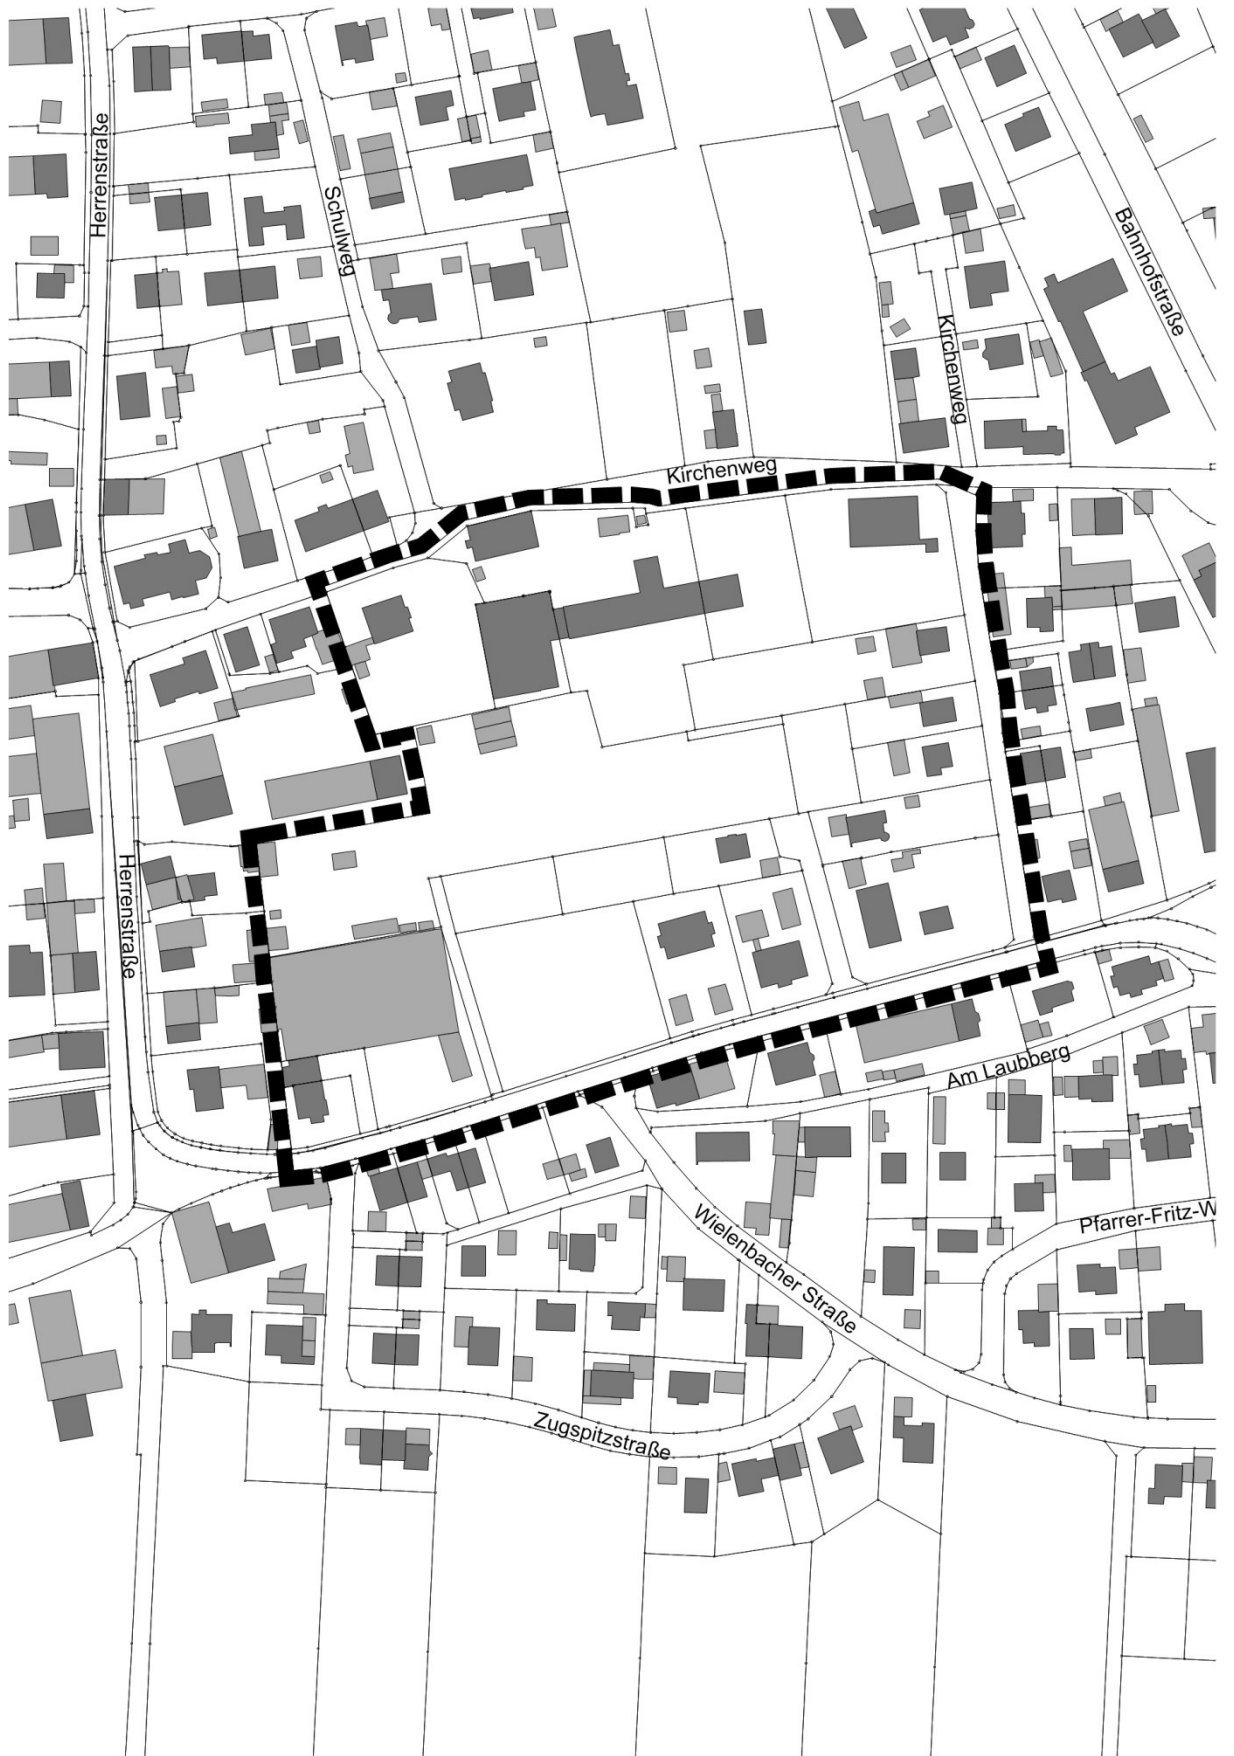 Herrenstraße
Schulweg
Bahnhofstraße
Kirchenweg
Kirchenweg
Herrenstraße
Am Laubberg
Wielenbacher Straße
Pfarrer-Fritz-W
Zugspitzstraße